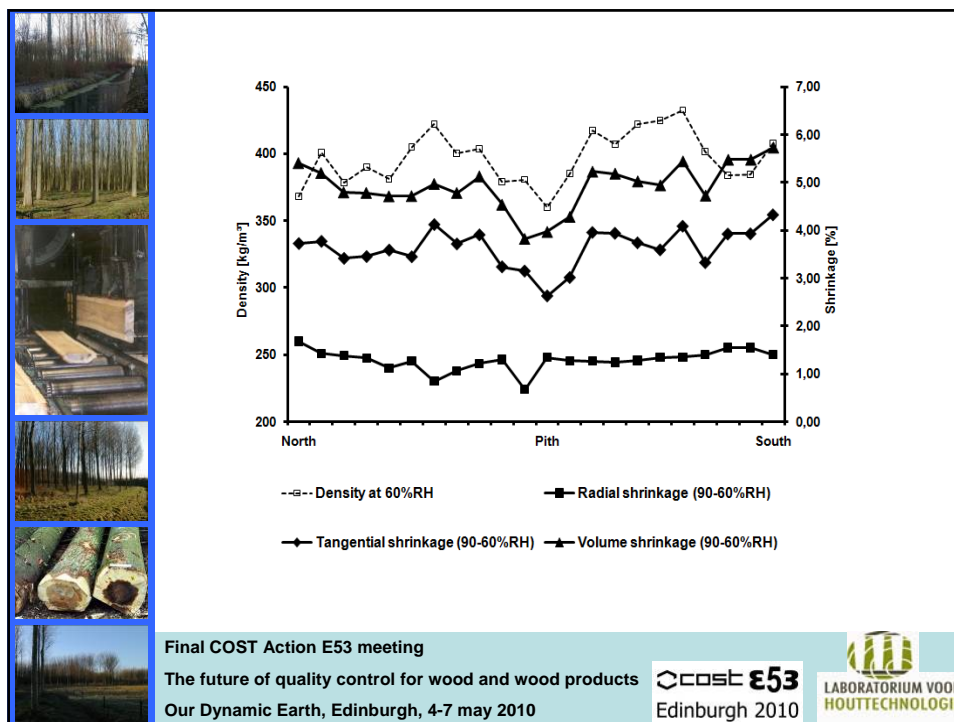 450
400
350
300
250
200
Density [kg/m³]
7,00
6,00
5,00
4,00
3,00
2,00
1,00
0,00
Shrinkage [%]
North
Pith
South
Density at 60%RH
Radial shrinkage (90-60%RH)
Tangential shrinkage (90-60%RH)
Volume shrinkage (90-60%RH)
Final COST Action E53 meeting
The future of quality control for wood and wood products
Our Dynamic Earth, Edinburgh, 4-7 may 2010
cost E53
Edinburgh 2010
LABORATORIUM VOO
HOUTTECHNOLOGI